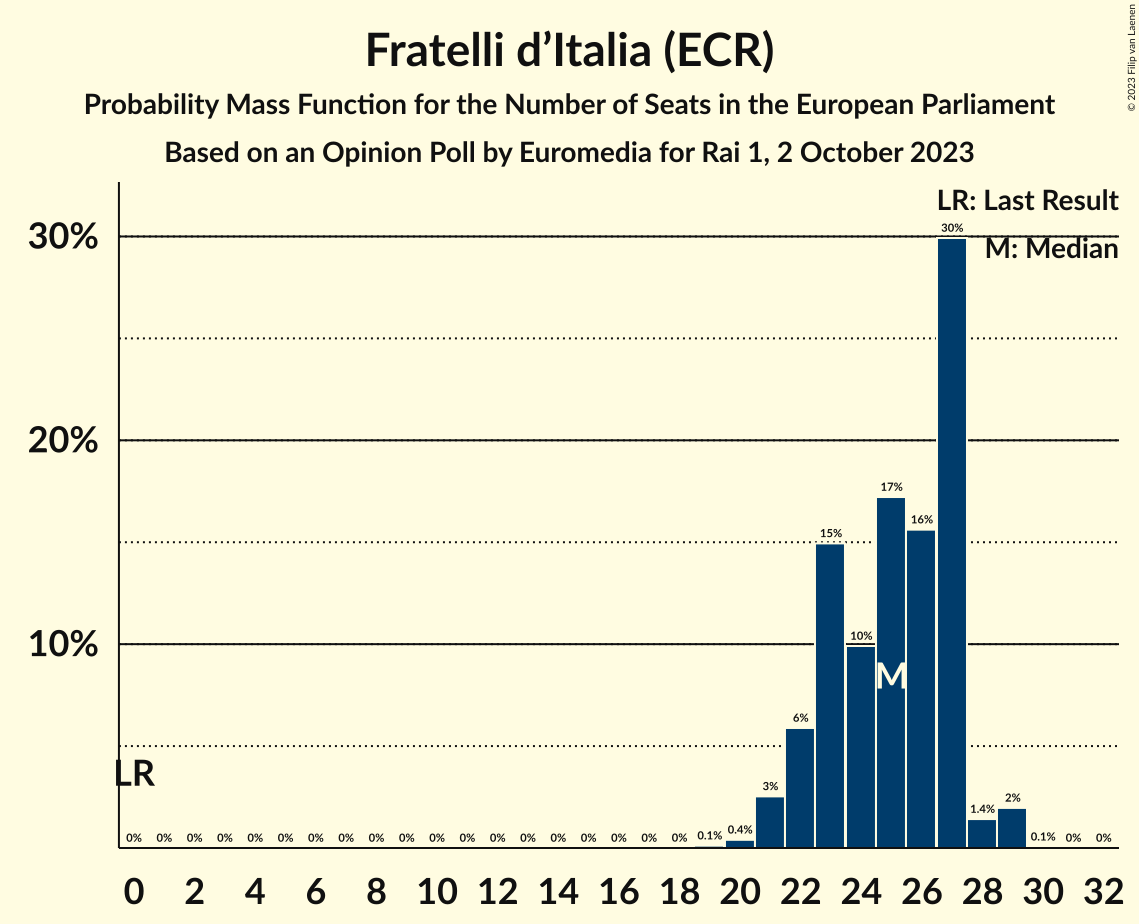 Fratelli d’Italia (ECR)
Probability Mass Function for the Number of Seats in the European Parliament
Based on an Opinion Poll by Euromedia for Rai 1, 2 October 2023
© 2023 Filip van Laenen
LR: Last Result
M: Median
30%
20%
10%
30%
17%
16%
15%
10%
6%
3%
2%
1.4%
0% 0% 0% 0% 0% 0% 0% 0% 0% 0% 0% 0% 0% 0% 0% 0% 0% 0% 0% 0.1% 0.4% 0.1% 0% 0%
M
LR
0 2 4 6 8 10 12 14 16 18 20 22 24 26 28 30 32